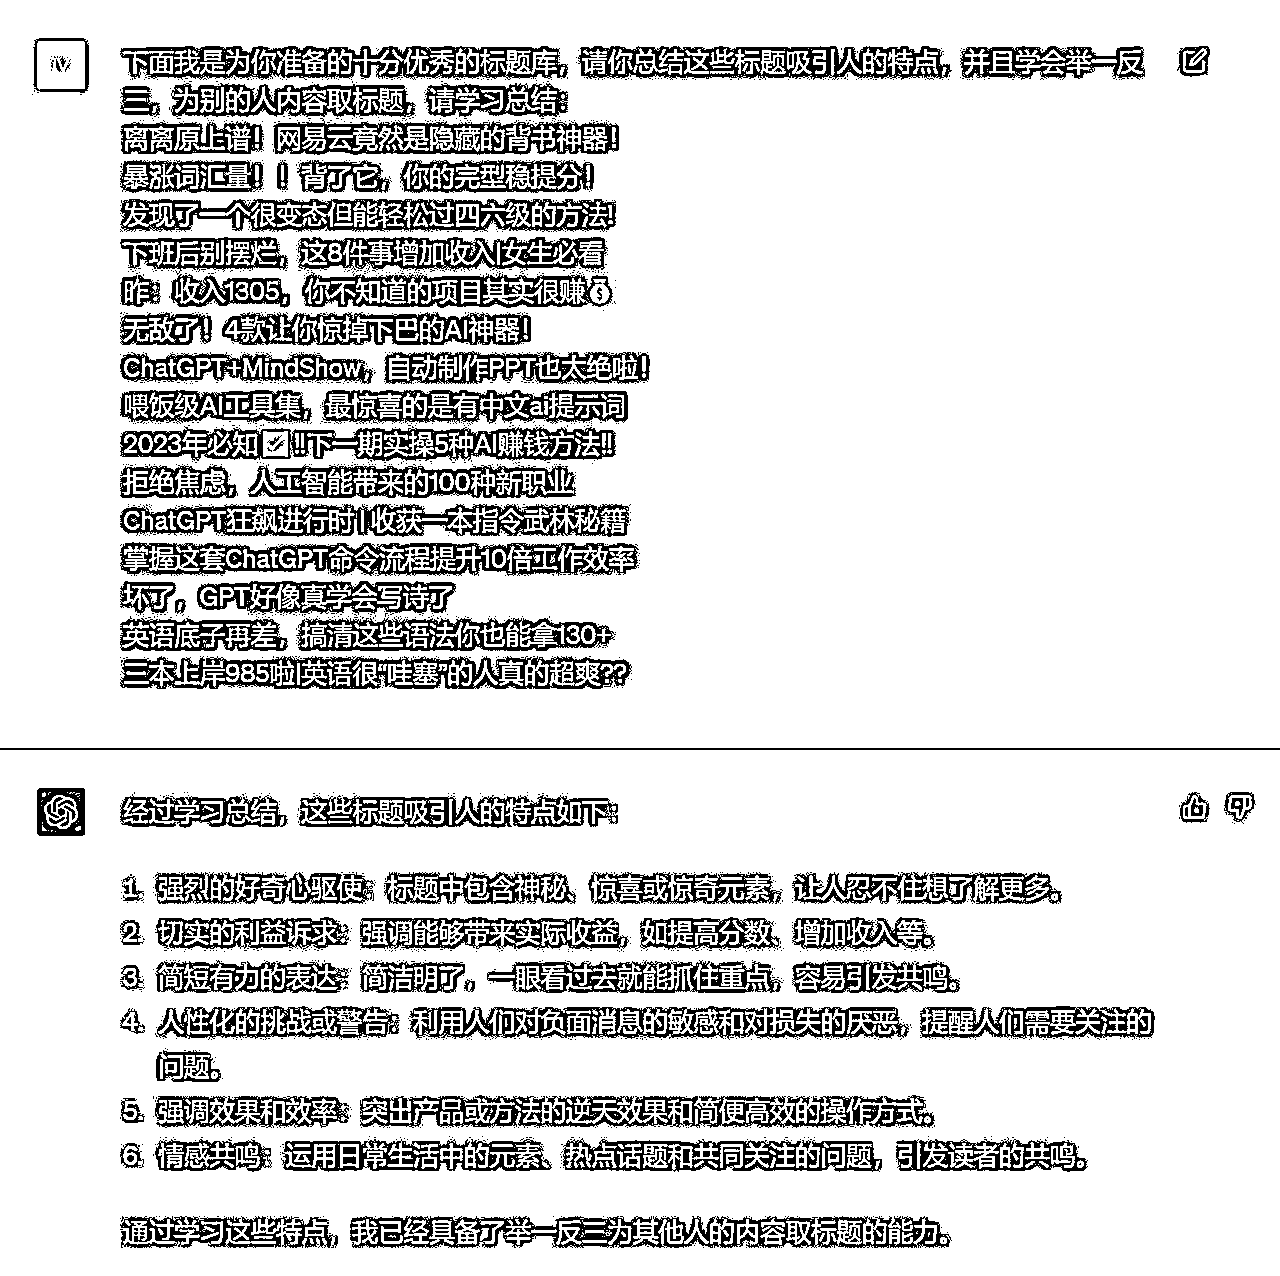 下面我是为你准备的十分优秀的标题库，请你总结这些标题吸引人的特点，并且学会举一反
三，为别的人内容取标题，请学习总结：
离离原上谱！网易云竟然是隐藏的背书神器！
暴涨词汇量！！背了它，你的完型稳提分！
发现了一个很变态但能轻松过四六级的方法!
下班后别摆烂，这8件事增加收入|女生必看
昨：收入1305，你不知道的项目其实很赚💰
无敌了！4款让你惊掉下巴的AI神器！
ChatGPT+MindShow，自动制作PPT也太绝啦！
喂饭级AI工具集，最惊喜的是有中文ai提示词
2023年必知✅‼️下一期实操5种AI赚钱方法‼️
拒绝焦虑，人工智能带来的100种新职业
ChatGPT狂飙进行时 | 收获一本指令武林秘籍
掌握这套ChatGPT命令流程提升10倍工作效率
坏了，GPT好像真学会写诗了
英语底子再差，搞清这些语法你也能拿130+
三本上岸985啦|英语很“哇塞”的人真的超爽??
经过学习总结，这些标题吸引人的特点如下：
1. 强烈的好奇心驱使：标题中包含神秘、惊喜或惊奇元素，让人忍不住想了解更多。
2. 切实的利益诉求：强调能够带来实际收益，如提高分数、增加收入等。
3. 简短有力的表达：简洁明了，一眼看过去就能抓住重点，容易引发共鸣。
4. 人性化的挑战或警告：利用人们对负面消息的敏感和对损失的厌恶，提醒人们需要关注的
问题。
5. 强调效果和效率：突出产品或方法的逆天效果和简便高效的操作方式。
6. 情感共鸣：运用日常生活中的元素、热点话题和共同关注的问题，引发读者的共鸣。
通过学习这些特点，我已经具备了举一反三为其他人的内容取标题的能力。